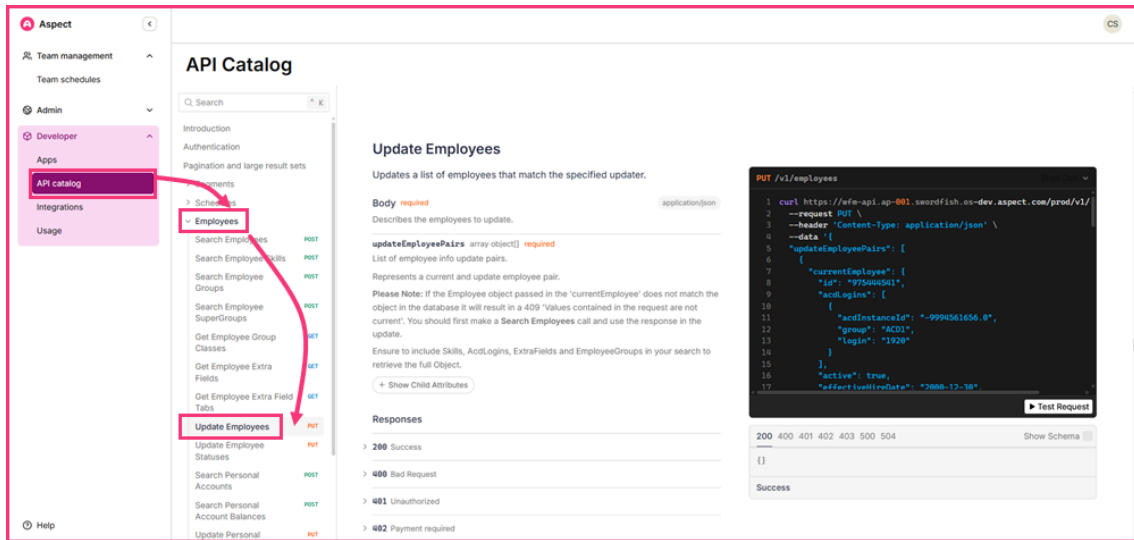 Aspect
CS
Team management
Team schedules
Admin
Developer
Apps
API catalog
Integrations
Usage
Help
API Catalog
Search
^ K
Introduction
Authentication
Pagination and large result sets
Segments
Schedules
Employees
Search Employees POST
Search Employee Skills POST
Search Employee POST
Groups
Search Employee POST
SuperGroups
Get Employee Group GET
Classes
Get Employee Extra GET
Fields
Get Employee Extra Field GET
Tabs
Update Employees PUT
Update Employee PUT
Statuses
Search Personal POST
Accounts
Search Personal POST
Account Balances
Update Personal PUT
Update Employees
Updates a list of employees that match the specified updater.
Body required application/json
Describes the employees to update.
updateEmployeePairs array object[] required
List of employee info update pairs.
Represents a current and update employee pair.
Please Note: If the Employee object passed in the 'currentEmployee' does not match the
object in the database it will result in a 409 'Values contained in the request are not
current'. You should first make a Search Employees call and use the response in the
update.
Ensure to include Skills, AcdLogins, ExtraFields and EmployeeGroups in your search to
retrieve the full Object.
+ Show Child Attributes
Responses
200 Success
400 Bad Request
401 Unauthorized
402 Payment required
PUT /v1/employees
1 curl https://wfm-api.ap-001.swordfish.os-dev.aspect.com/prod/v1/
2 --request PUT \
3 --header 'Content-Type: application/json' \
4 --data '{
5 "updateEmployeePairs": [
6 {
7 "currentEmployee": {
8 "id": "975444541",
9 "acdLogins": [
10 {
11 "acdInstanceId": "-9994561656.0",
12 "group": "ACD1",
13 "login": "1920"
14 }
15 ],
16 "active": true,
17 "effectiveHireDate": "2000-12-30",
Test Request
200 400 401 402 403 500 504 Show Schema
{}
Success